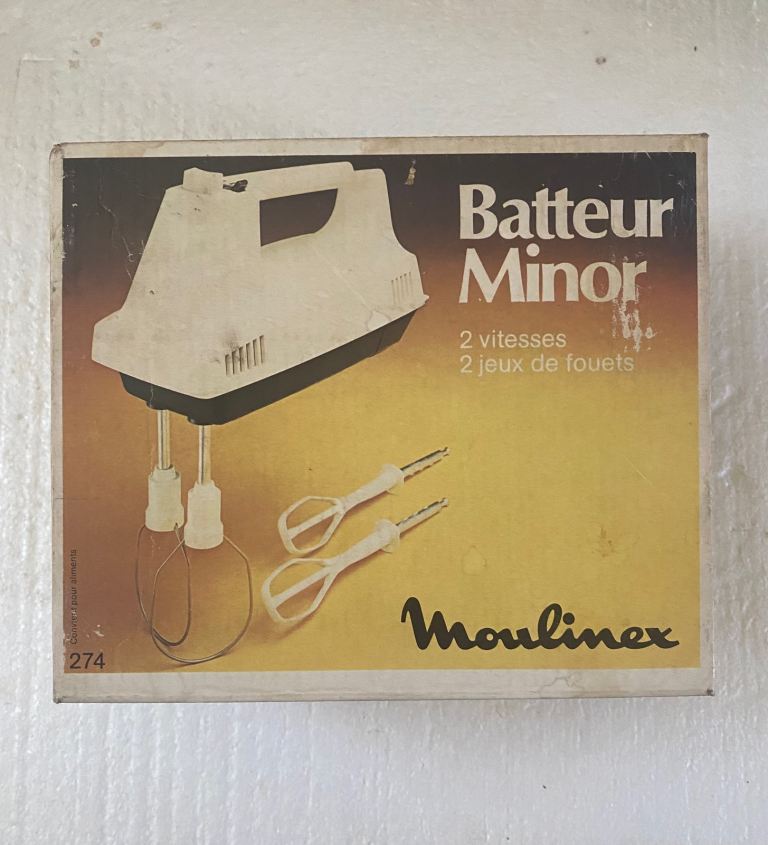 Batteur
Minor
2 vitesses
2 jeux de fouets
Moulinex
Convient pour aliments
274